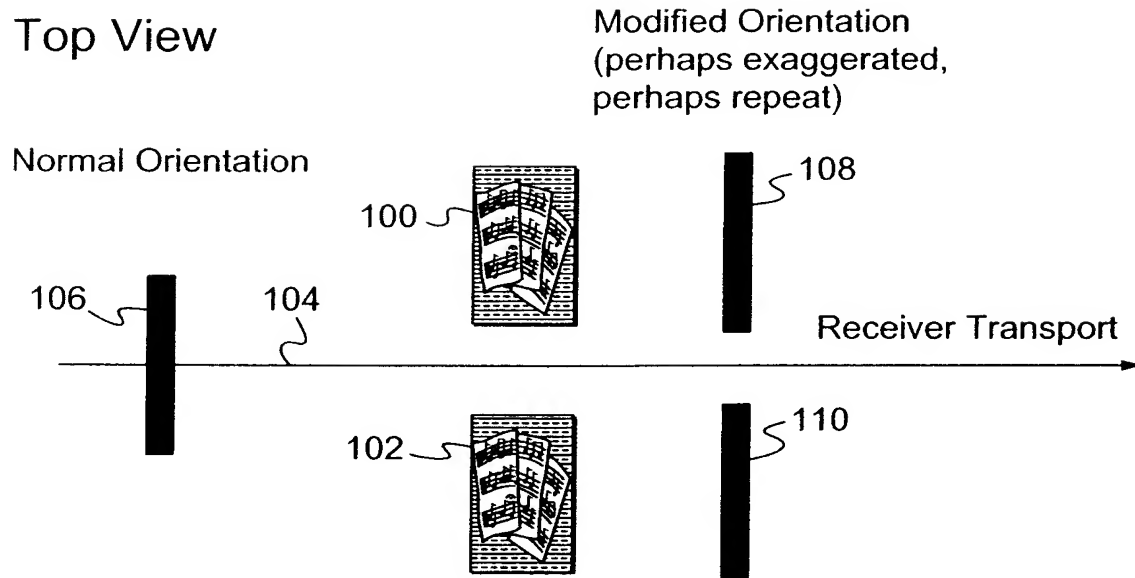 Top View
Modified Orientation
(perhaps exaggerated,
perhaps repeat)
Normal Orientation
108
100
106
104
Receiver Transport
102
110